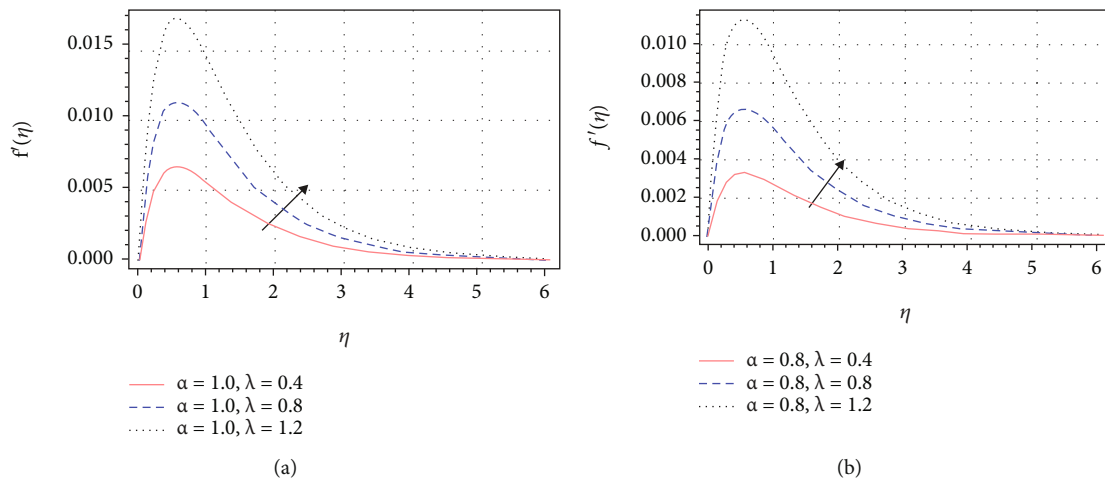 0.015
0.010
0.005
0.000
f'(η)
0 1 2 3 4 5 6
η
α = 1.0, λ = 0.4
α = 1.0, λ = 0.8
α = 1.0, λ = 1.2
(a)
0.010
0.008
0.006
0.004
0.002
0.000
f'(η)
0 1 2 3 4 5 6
η
α = 0.8, λ = 0.4
α = 0.8, λ = 0.8
α = 0.8, λ = 1.2
(b)